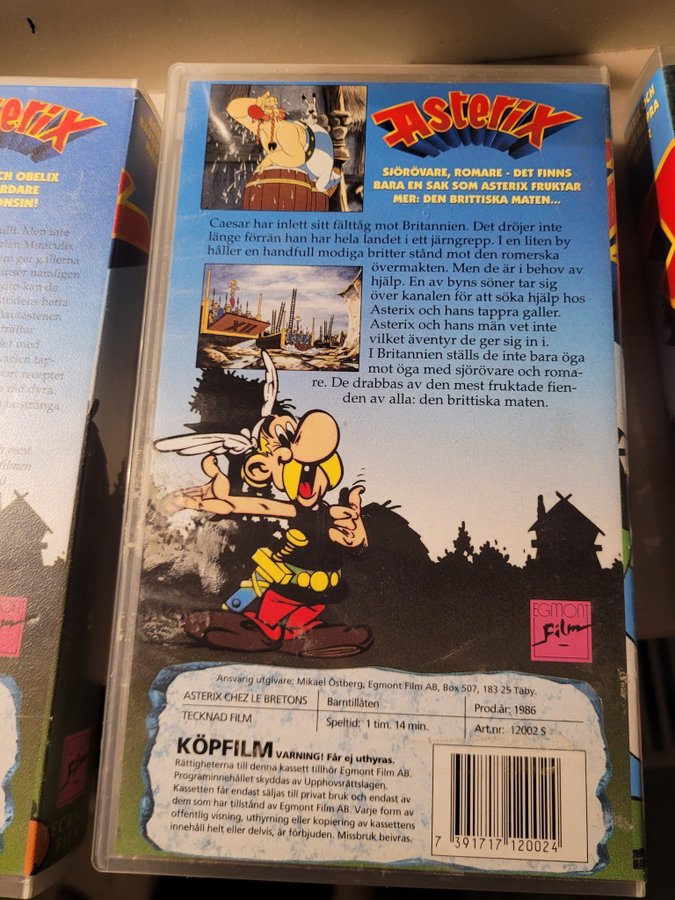 Asterix
SJÖRÖVARE, ROMARE - DET FINNS
BARA EN SAK SOM ASTERIX FRUKTAR
MER: DEN BRITTISKA MATEN...
Caesar har inlett sitt fälttåg mot Britannien. Det dröjer inte
länge förrän han har hela landet i ett järngrepp. I en liten by
håller en handfull modiga britter stånd mot den romerska
övermakten. Men de är i behov av
hjälp. En av byns söner tar sig
över kanalen för att söka hjälp hos
Asterix och hans tappra galler.
Asterix och hans män vet inte
vilket äventyr de ger sig in i.
I Britannien ställs de inte bara öga
mot öga med sjörövare och roma-
re. De drabbas av den mest fruktade fien-
den av alla: den brittiska maten.
XIII
EGMONT
Film
Ansvarig utgivare: Mikael Östberg, Egmont Film AB, Box 507, 183 25 Täby.
ASTERIX CHEZ LE BRETONS
Barntillåten
Prod.år: 1986
TECKNAD FILM
Speltid: 1 tim. 14 min.
Art.nr: 12002 S
KÖPFILM VARNING! Får ej uthyras.
Rättigheterna till denna kassett tillhör Egmont Film AB.
Programinnehållet skyddas av Upphovsrättslagen.
Kassetten får endast säljas till privat bruk och endast av
dem som har tillstånd av Egmont Film AB. Varje form av
offentlig visning, uthyrning eller kopiering av kassettens
innehåll helt eller delvis, är förbjuden. Missbruk beivras.
7 391717 120024
terix
CH OBELIX
RDARE
ONSIN!